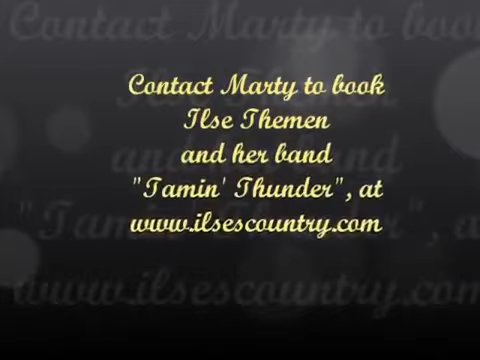 Contact Marty to book
Ilse Themen
and her band
"Tamin' Thunder", at
www.ilsescountry.com